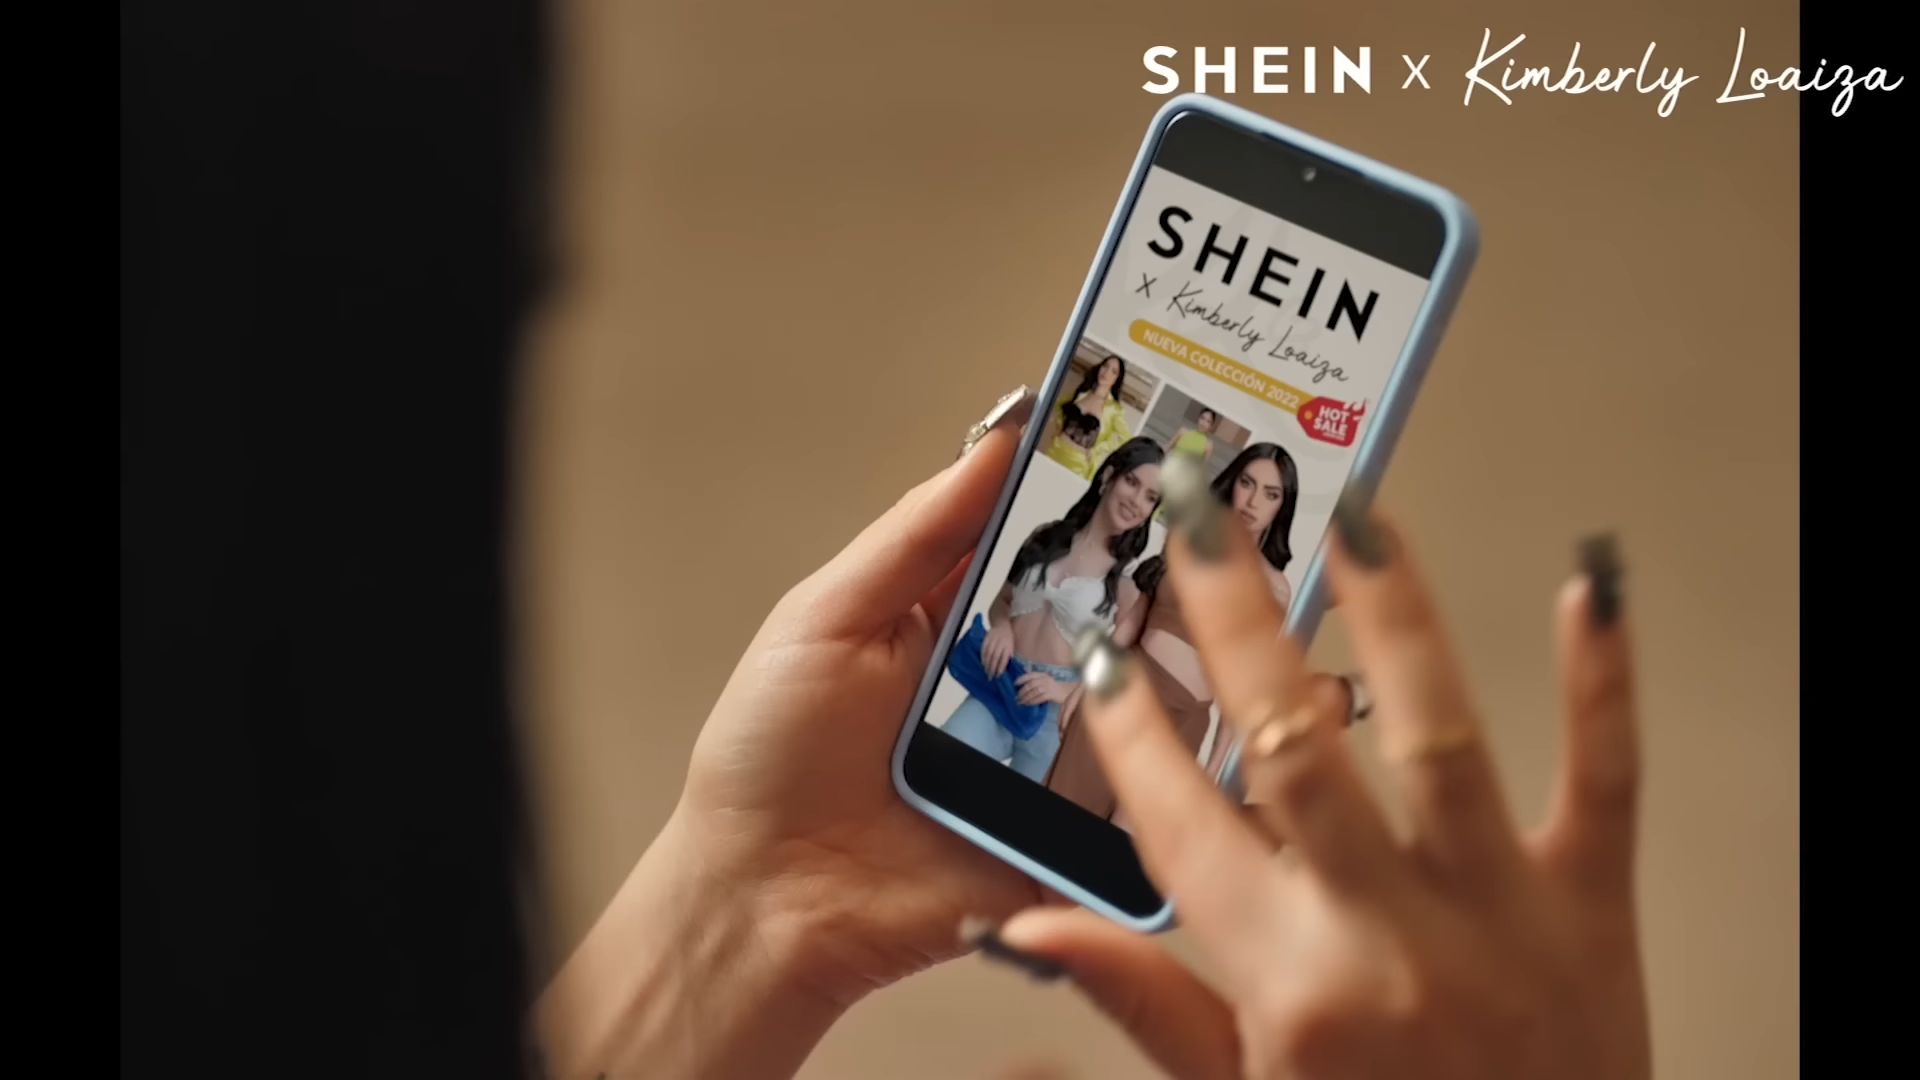 SHEIN X Kimberly Loaiza
SHEIN
X Kimberly Loaiza
NUEVA COLECCIÓN 2022
HOT
SALE